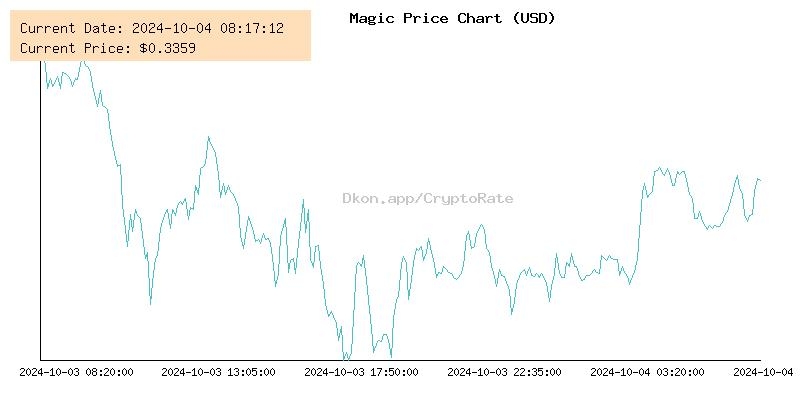 Magic Price Chart (USD)
Current Date: 2024-10-04 08:17:12
Current Price: $0.3359
Dkon.app/CryptoRate
2024-10-03 08:20:00 2024-10-03 13:05:00 2024-10-03 17:50:00 2024-10-03 22:35:00 2024-10-04 03:20:00 2024-10-04